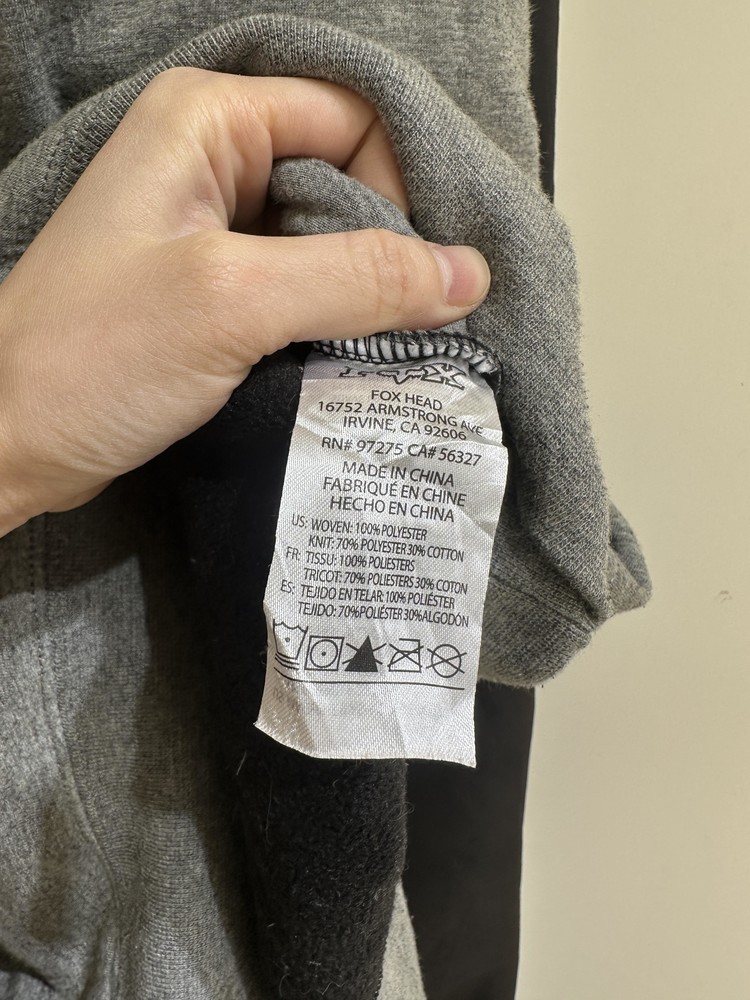 FOX
FOX HEAD
16752 ARMSTRONG AVE
IRVINE, CA 92606
RN# 97275 CA# 56327
MADE IN CHINA
FABRIQUÉ EN CHINE
HECHO EN CHINA
US: WOVEN: 100% POLYESTER
KNIT: 70% POLYESTER 30% COTTON
FR: TISSU: 100% POLIESTERS
TRICOT: 70% POLIESTERS 30% COTON
ES: TEJIDO EN TELAR: 100% POLIÉSTER
TEJIDO: 70%POLIÉSTER 30%ALGODÓN